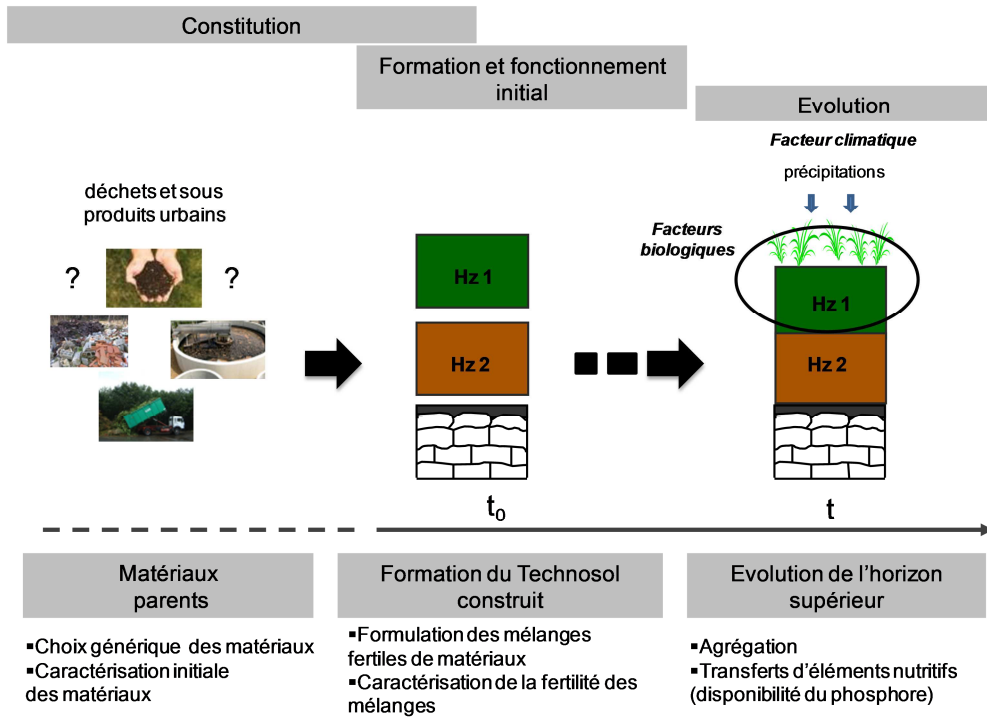 Constitution
Formation et fonctionnement
initial
Evolution
Facteur climatique
précipitations
déchets et sous
produits urbains
Facteurs
biologiques
?
?
Hz 1
Hz 2
Hz 1
Hz 2
t0
t
Matériaux
parents
▪Choix générique des matériaux
▪Caractérisation initiale
des matériaux
Formation du Technosol
construit
▪Formulation des mélanges
fertiles de matériaux
▪Caractérisation de la fertilité des
mélanges
Evolution de l'horizon
supérieur
▪Agrégation
▪Transferts d'éléments nutritifs
(disponibilité du phosphore)